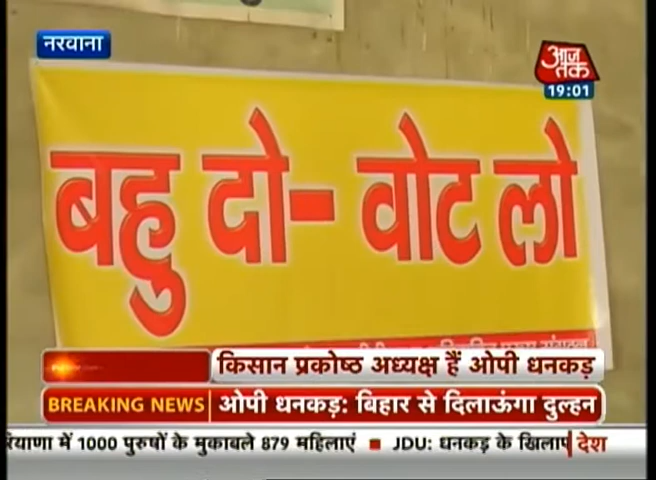 नरवाना
आज तक
19:01
बहु दो- वोट लो
किसान प्रकोष्ठ अध्यक्ष हैं ओपी धनकड़
BREAKING NEWS ओपी धनकड़: बिहार से दिलाऊंगा दुल्हन
रियाणा में 1000 पुरुषों के मुकाबले 879 महिलाएं ■ JDU: धनकड़ के खिलाफ देश